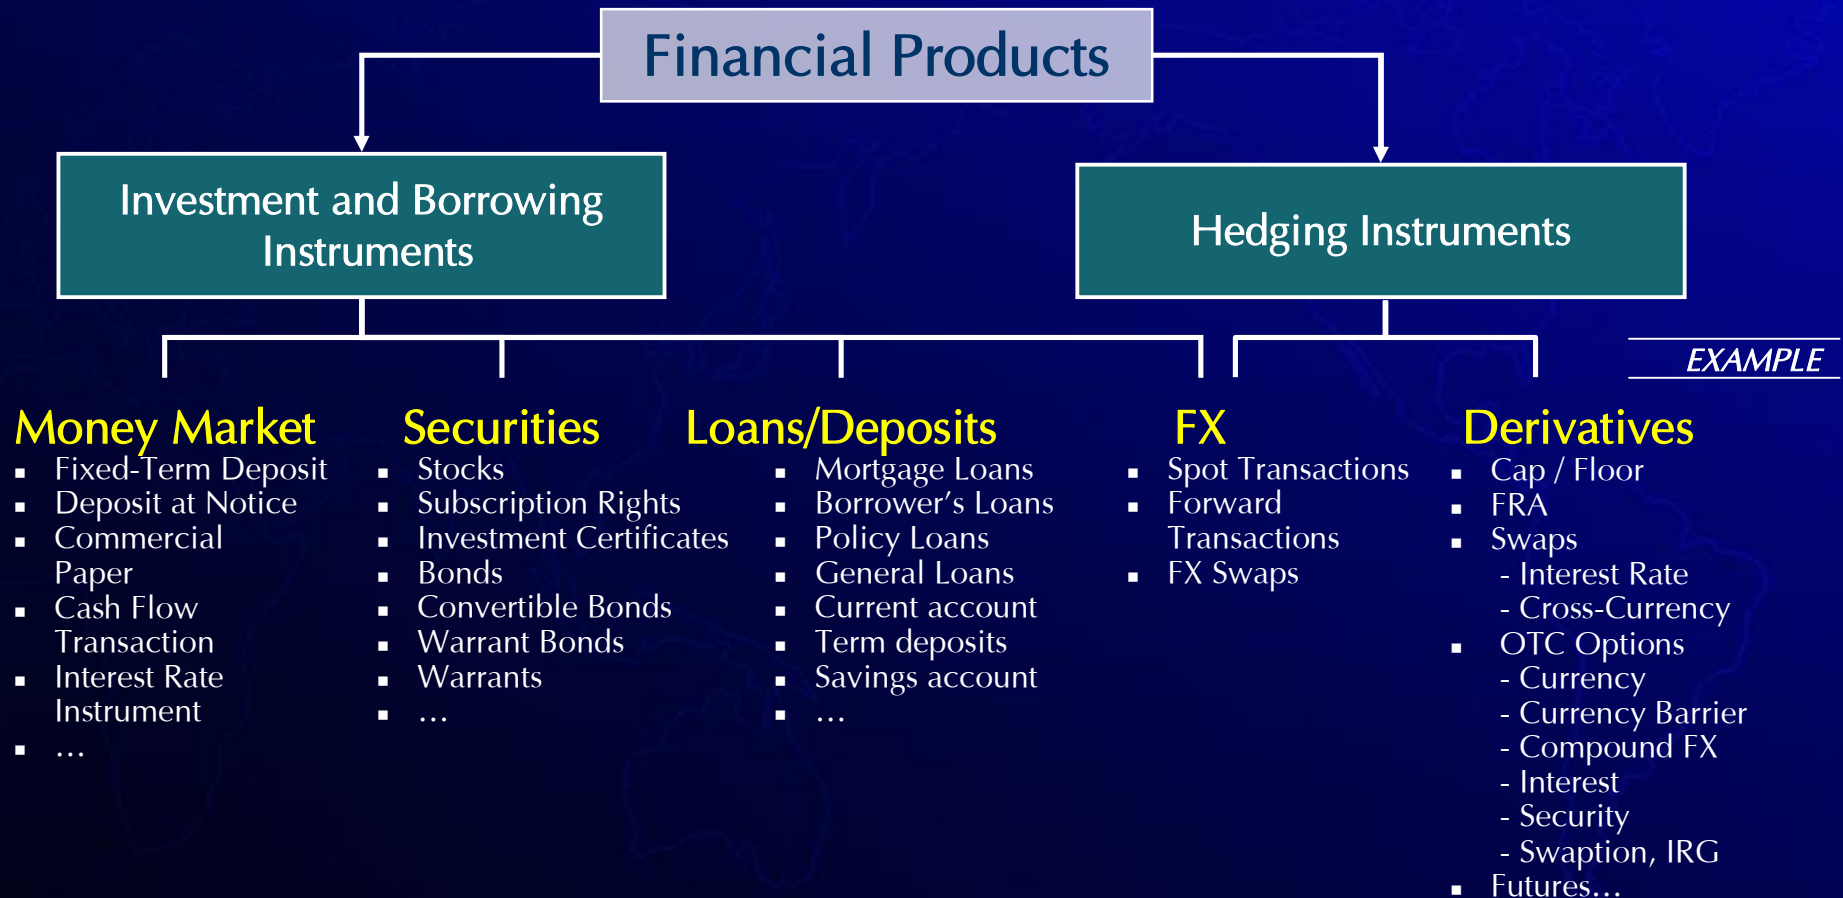 Financial Products
Investment and Borrowing
Instruments
Hedging Instruments
EXAMPLE
Money Market
▪ Fixed-Term Deposit
▪ Deposit at Notice
▪ Commercial
Paper
▪ Cash Flow
Transaction
▪ Interest Rate
Instrument
▪ …
Securities
▪ Stocks
▪ Subscription Rights
▪ Investment Certificates
▪ Bonds
▪ Convertible Bonds
▪ Warrant Bonds
▪ Warrants
▪ …
Loans/Deposits
▪ Mortgage Loans
▪ Borrower’s Loans
▪ Policy Loans
▪ General Loans
▪ Current account
▪ Term deposits
▪ Savings account
▪ …
FX
▪ Spot Transactions
▪ Forward
Transactions
▪ FX Swaps
Derivatives
▪ Cap / Floor
▪ FRA
▪ Swaps
- Interest Rate
- Cross-Currency
▪ OTC Options
- Currency
- Currency Barrier
- Compound FX
- Interest
- Security
- Swaption, IRG
▪ Futures…